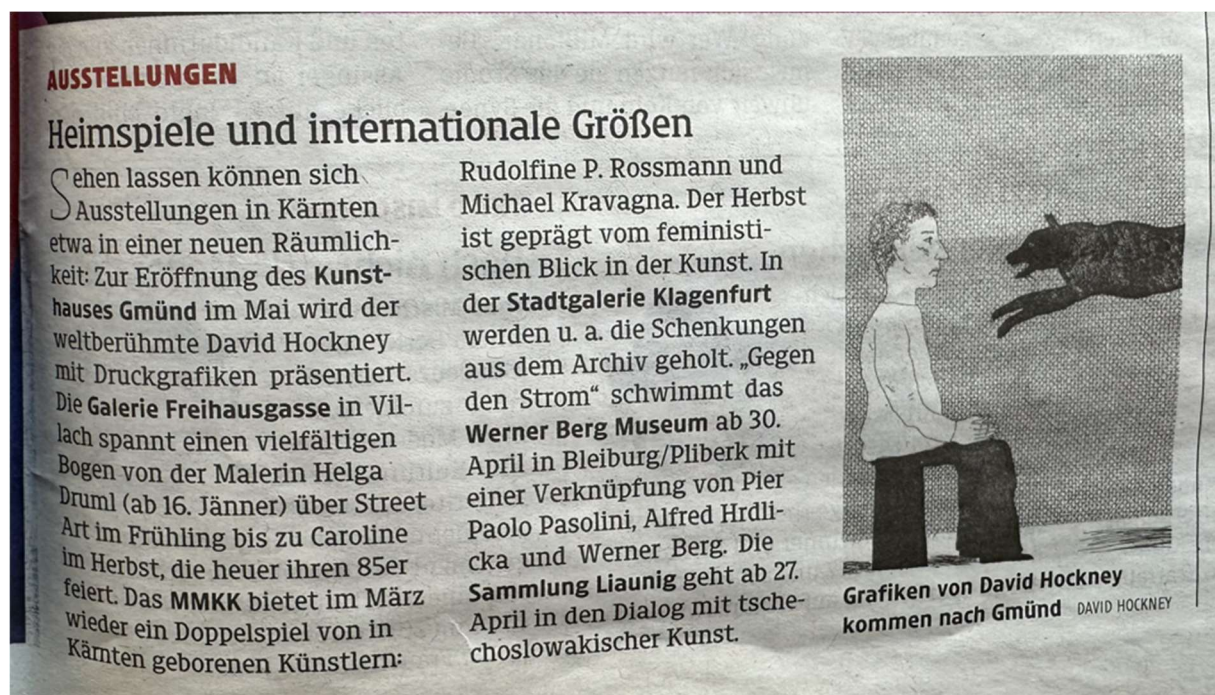 AUSSTELLUNGEN
Heimspiele und internationale Größen
Sehen lassen können sich
Ausstellungen in Kärnten
etwa in einer neuen Räumlich-
keit: Zur Eröffnung des Kunst-
hauses Gmünd im Mai wird der
weltberühmte David Hockney
mit Druckgrafiken präsentiert.
Die Galerie Freihausgasse in Vil-
lach spannt einen vielfältigen
Bogen von der Malerin Helga
Druml (ab 16. Jänner) über Street
Art im Frühling bis zu Caroline
im Herbst, die heuer ihren 85er
feiert. Das MMKK bietet im März
wieder ein Doppelspiel von in
Kärnten geborenen Künstlern:
Rudolfine P. Rossmann und
Michael Kravagna. Der Herbst
ist geprägt vom feministi-
schen Blick in der Kunst. In
der Stadtgalerie Klagenfurt
werden u. a. die Schenkungen
aus dem Archiv geholt. „Gegen
den Strom“ schwimmt das
Werner Berg Museum ab 30.
April in Bleiburg/Pliberk mit
einer Verknüpfung von Pier
Paolo Pasolini, Alfred Hrdli-
cka und Werner Berg. Die
Sammlung Liaunig geht ab 27.
April in den Dialog mit tsche-
choslowakischer Kunst.
Grafiken von David Hockney
kommen nach Gmünd DAVID HOCKNEY